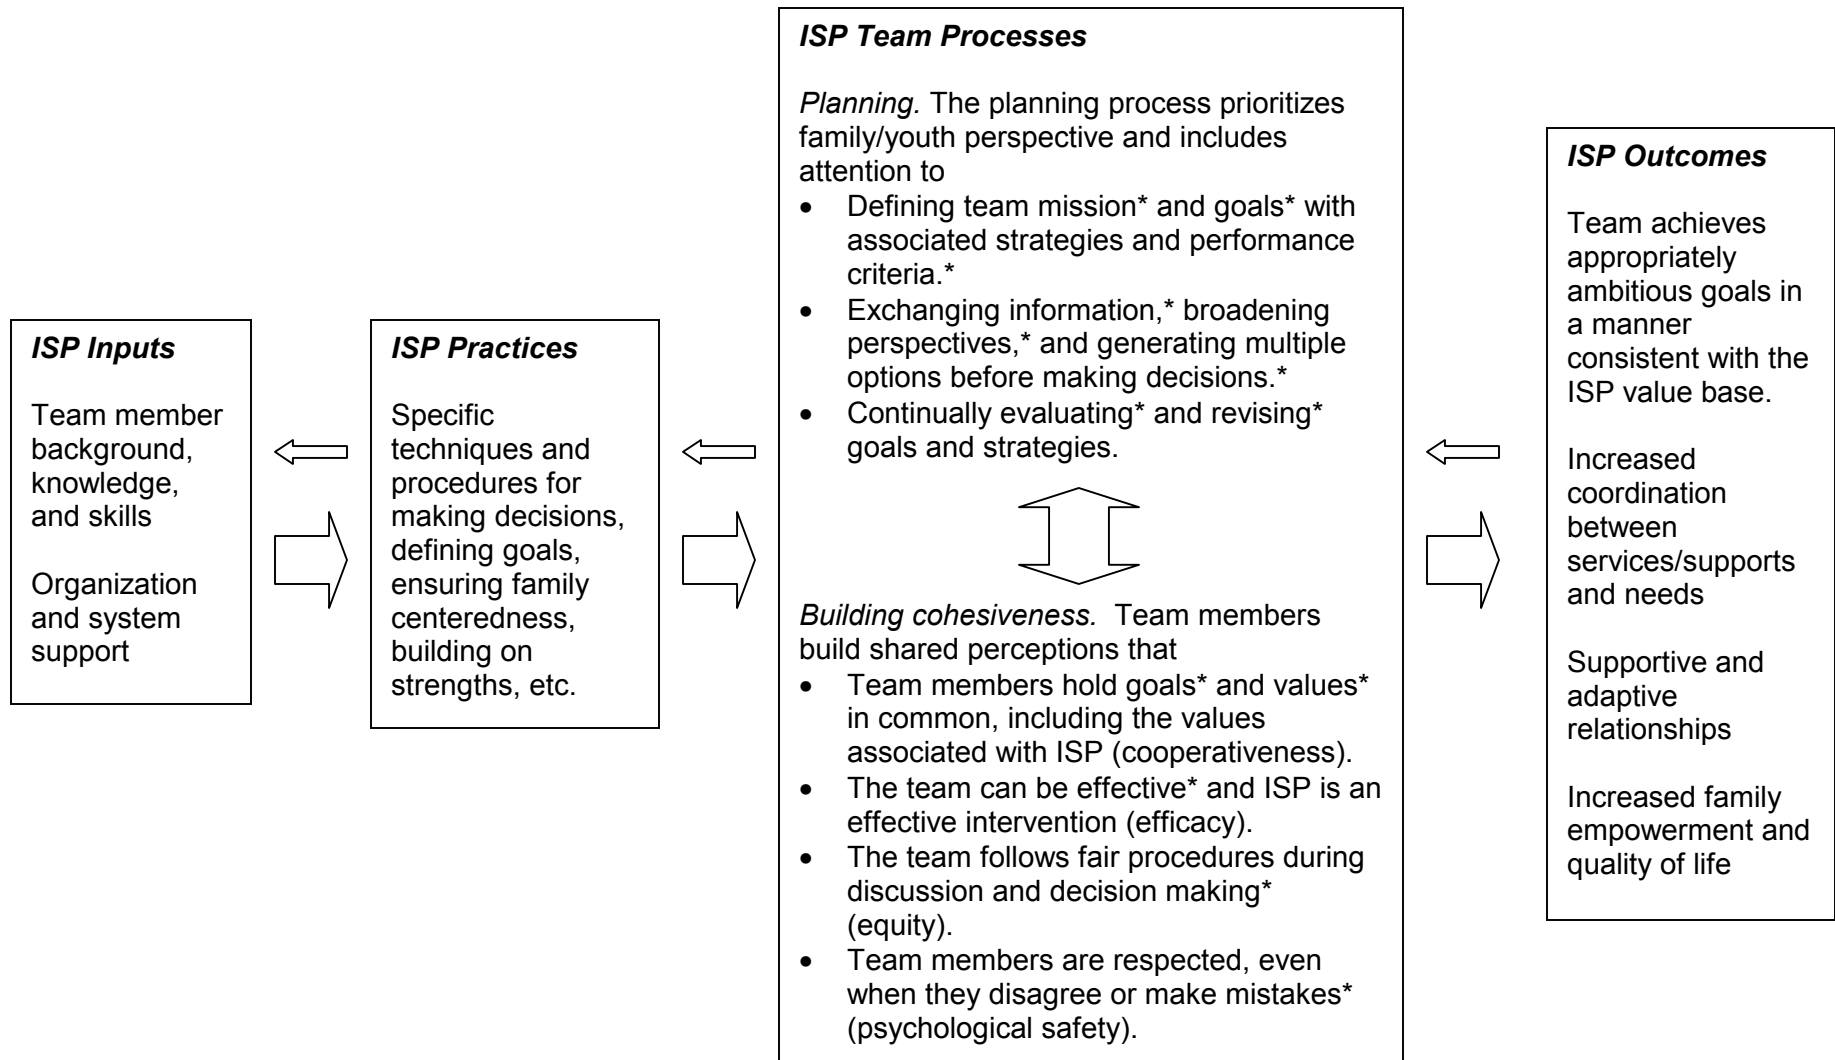 ISP Inputs
Team member
background,
knowledge,
and skills
Organization
and system
support
ISP Practices
Specific
techniques and
procedures for
making decisions,
defining goals,
ensuring family
centeredness,
building on
strengths, etc.
ISP Team Processes
Planning. The planning process prioritizes
family/youth perspective and includes
attention to
• Defining team mission* and goals* with
associated strategies and performance
criteria.*
• Exchanging information,* broadening
perspectives,* and generating multiple
options before making decisions.*
• Continually evaluating* and revising*
goals and strategies.
Building cohesiveness. Team members
build shared perceptions that
• Team members hold goals* and values*
in common, including the values
associated with ISP (cooperativeness).
• The team can be effective* and ISP is an
effective intervention (efficacy).
• The team follows fair procedures during
discussion and decision making*
(equity).
• Team members are respected, even
when they disagree or make mistakes*
(psychological safety).
ISP Outcomes
Team achieves
appropriately
ambitious goals in
a manner
consistent with the
ISP value base.
Increased
coordination
between
services/supports
and needs
Supportive and
adaptive
relationships
Increased family
empowerment and
quality of life